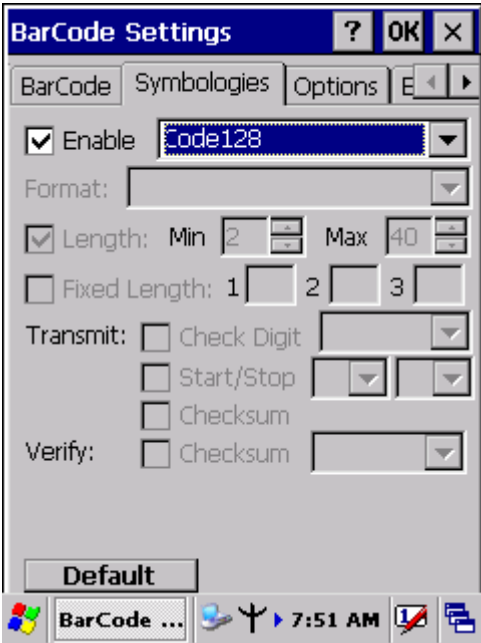 BarCode Settings ? OK ×
BarCode Symbologies Options E
Enable Code128
Format:
Length: Min 2 Max 40
Fixed Length: 1 2 3
Transmit: Check Digit
Start/Stop
Checksum
Verify: Checksum
Default
BarCode ... 7:51 AM 1